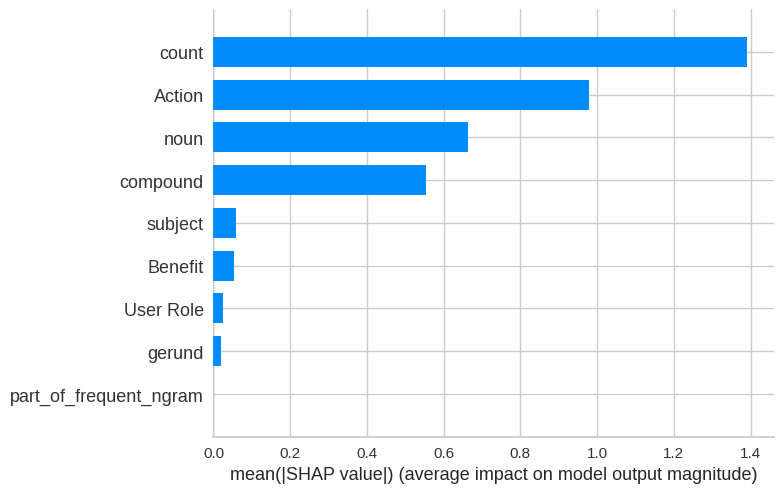 count
Action
noun
compound
subject
Benefit
User Role
gerund
part_of_frequent_ngram
0.0 0.2 0.4 0.6 0.8 1.0 1.2 1.4
mean(|SHAP value|) (average impact on model output magnitude)